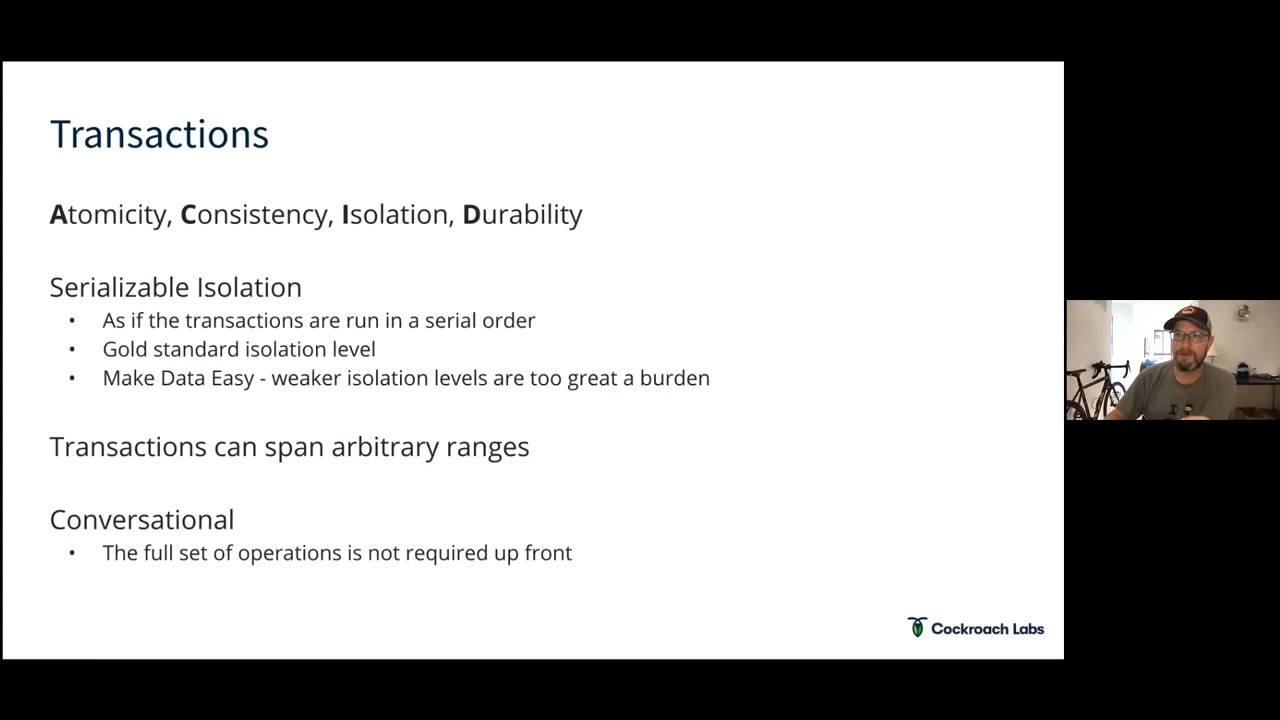 Transactions
Atomicity, Consistency, Isolation, Durability
Serializable Isolation
• As if the transactions are run in a serial order
• Gold standard isolation level
• Make Data Easy - weaker isolation levels are too great a burden
Transactions can span arbitrary ranges
Conversational
• The full set of operations is not required up front
Cockroach Labs